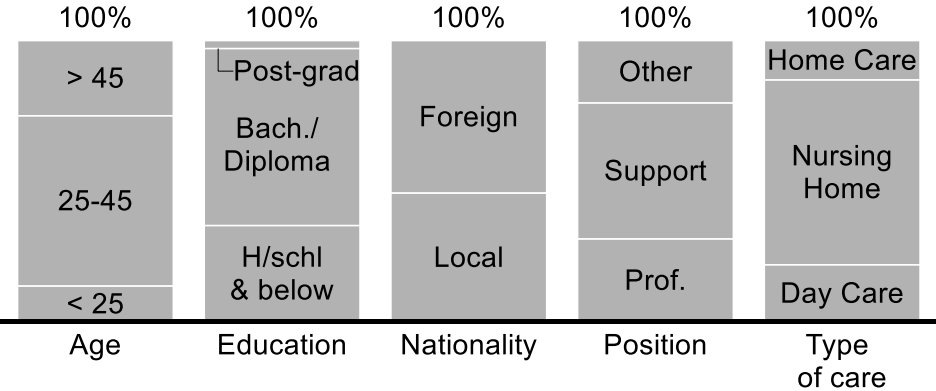 100%
100%
100%
100%
100%
> 45
25-45
< 25
Post-grad
Bach./
Diploma
H/schl
& below
Foreign
Local
Other
Support
Prof.
Home Care
Nursing
Home
Day Care
Age
Education
Nationality
Position
Type
of care